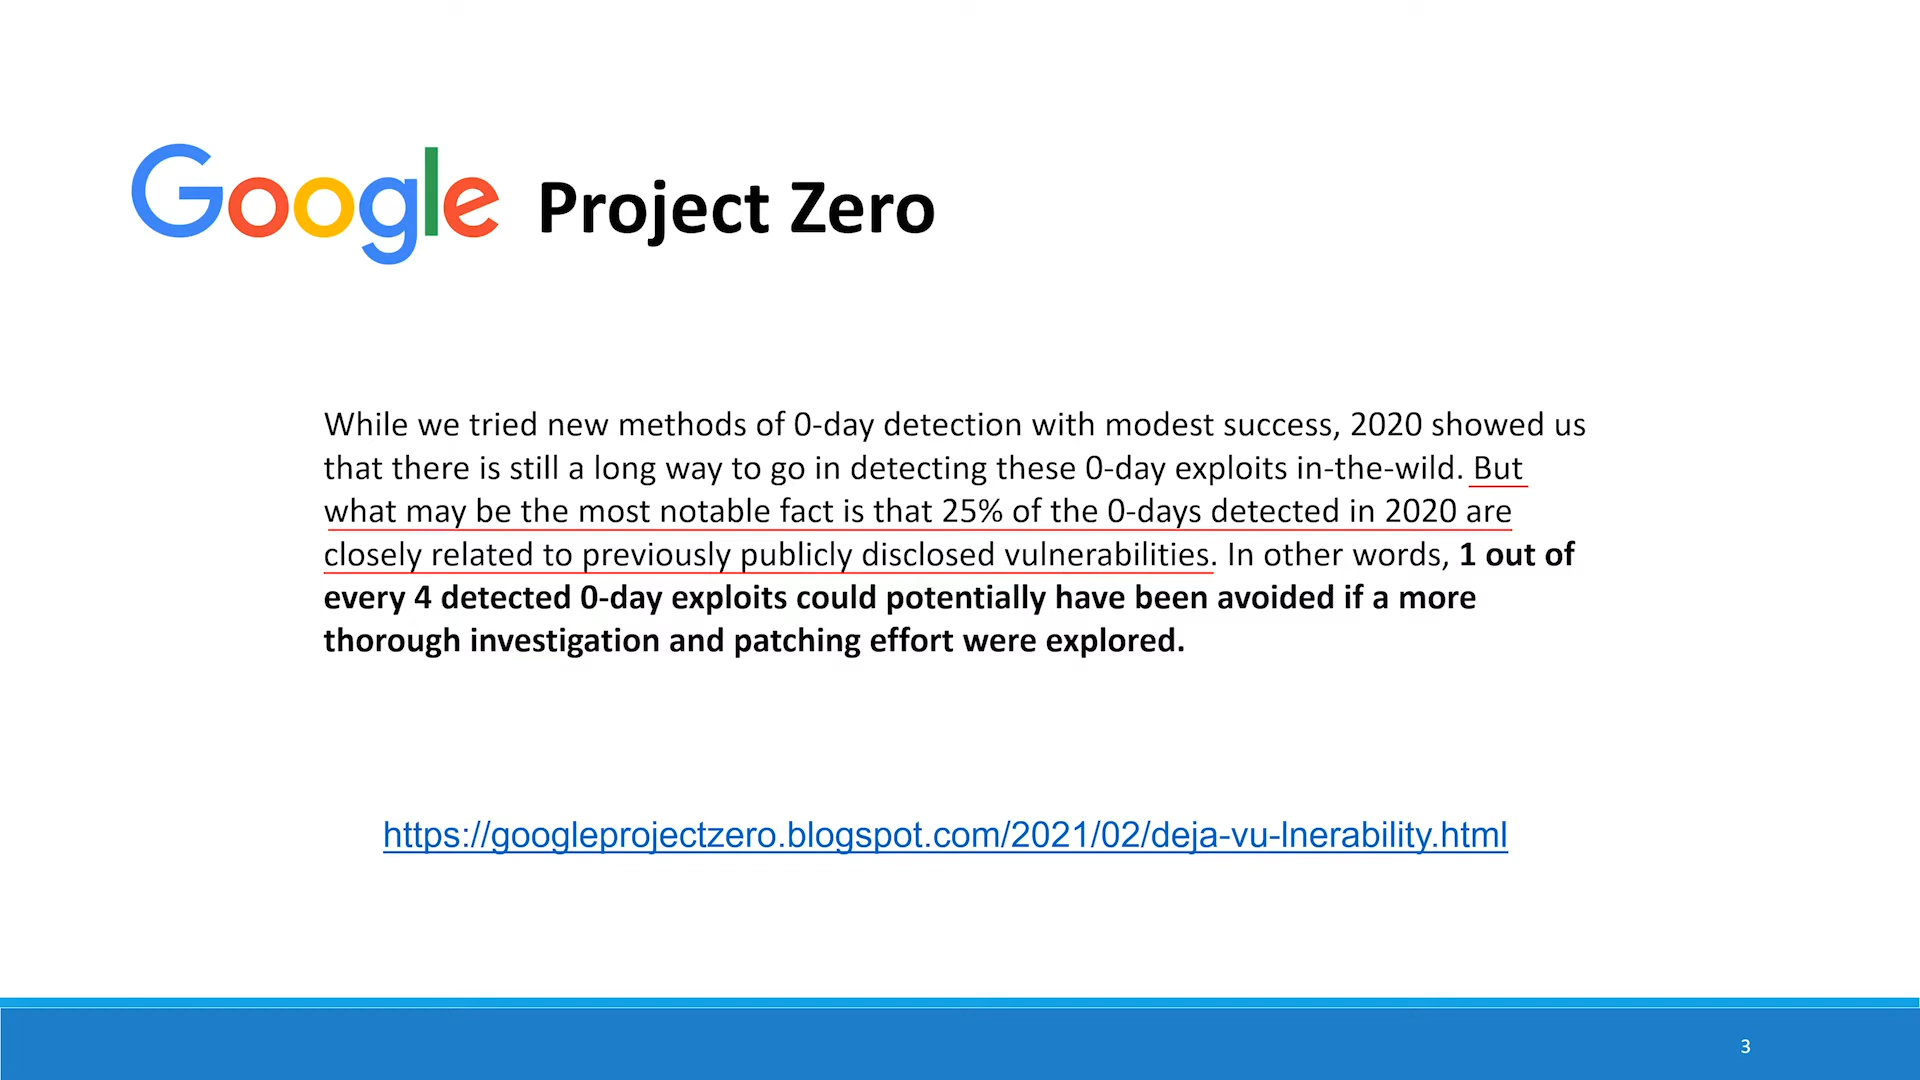 Google Project Zero
While we tried new methods of 0-day detection with modest success, 2020 showed us
that there is still a long way to go in detecting these 0-day exploits in-the-wild. But
what may be the most notable fact is that 25% of the 0-days detected in 2020 are
closely related to previously publicly disclosed vulnerabilities. In other words, 1 out of
every 4 detected 0-day exploits could potentially have been avoided if a more
thorough investigation and patching effort were explored.
https://googleprojectzero.blogspot.com/2021/02/deja-vu-lnerability.html
3